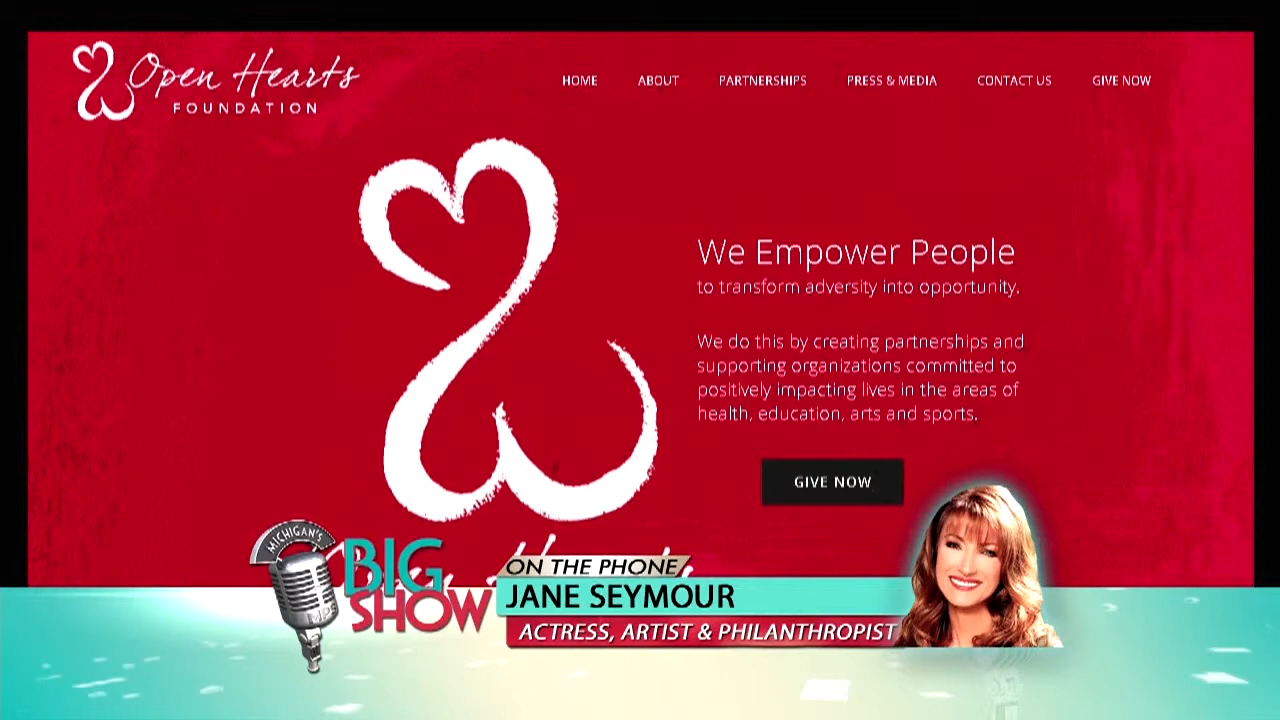 Open Hearts
FOUNDATION
HOME ABOUT PARTNERSHIPS PRESS & MEDIA CONTACT US GIVE NOW
We Empower People
to transform adversity into opportunity.
We do this by creating partnerships and
supporting organizations committed to
positively impacting lives in the areas of
health, education, arts and sports.
GIVE NOW
MICHIGAN'S
BIG
SHOW
ON THE PHONE
JANE SEYMOUR
ACTRESS, ARTIST & PHILANTHROPIST